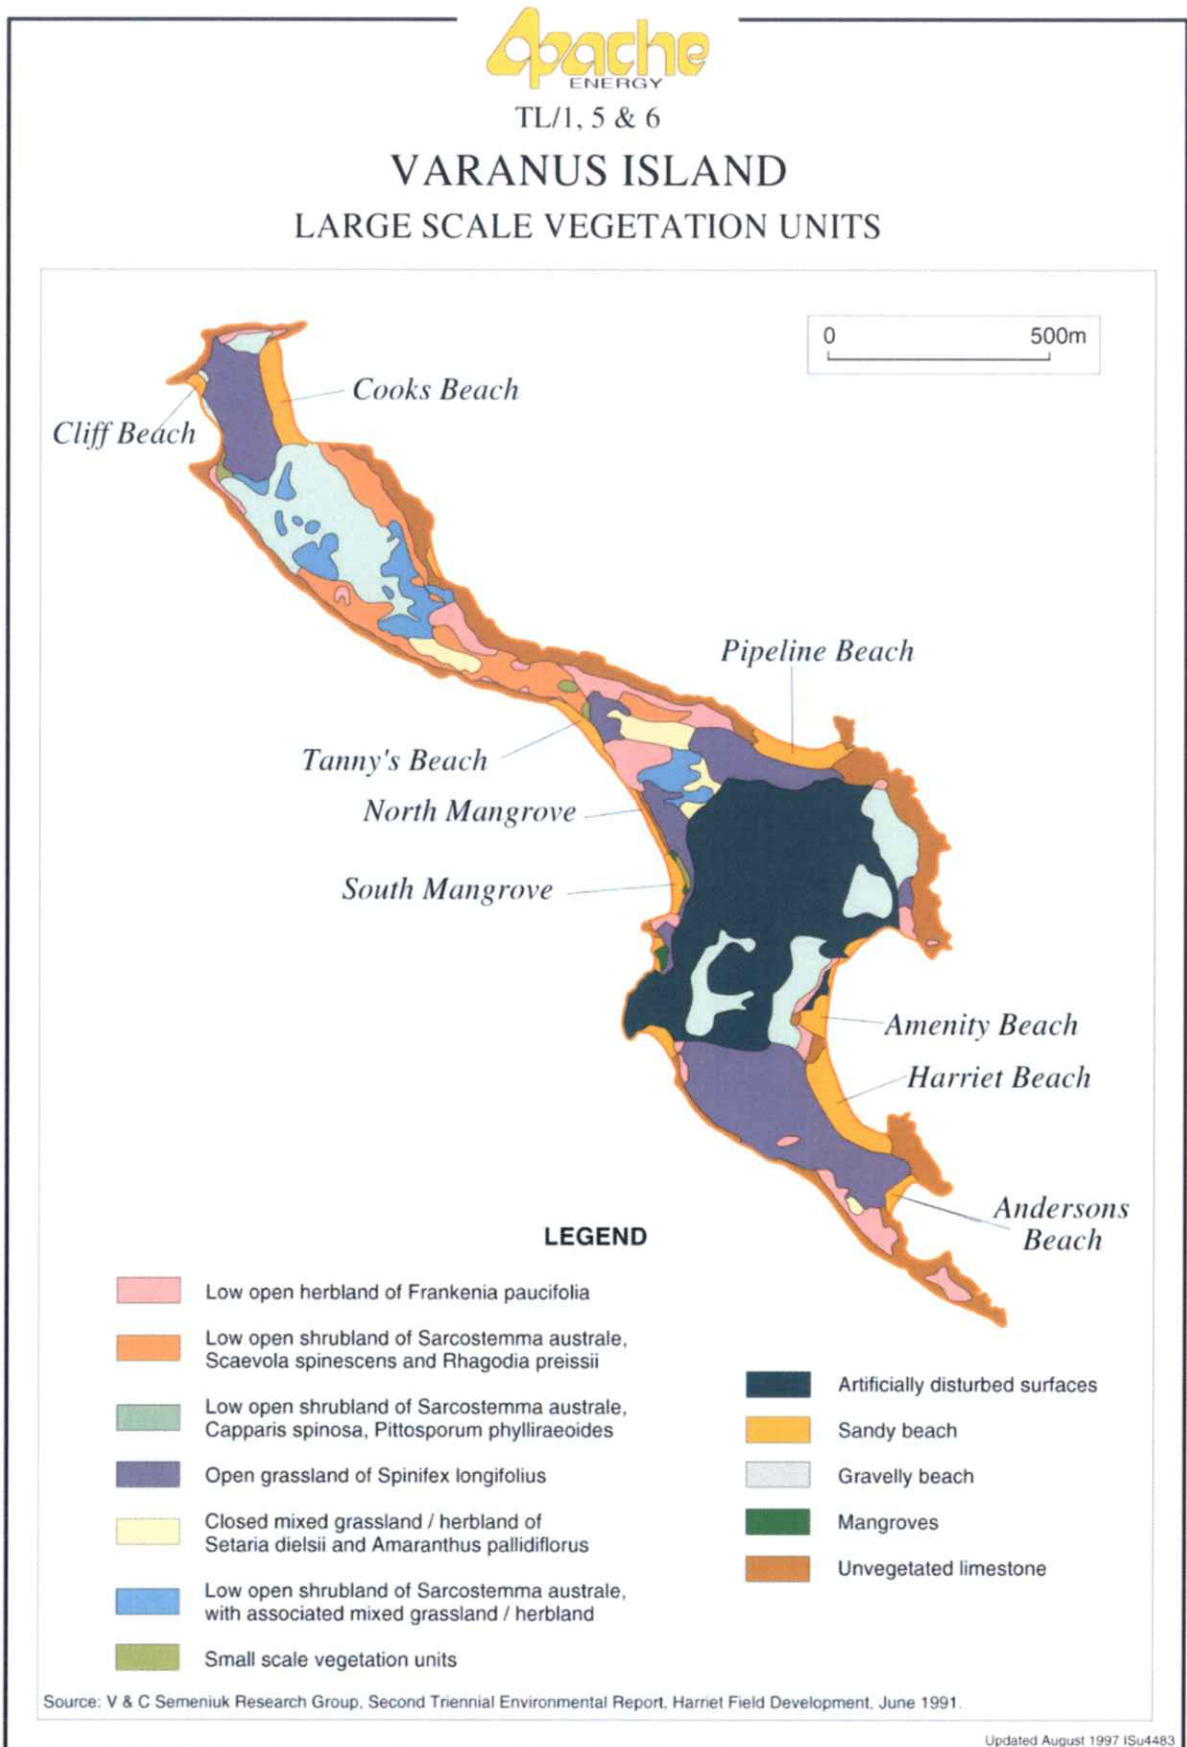 Apache
ENERGY
TL/1, 5 & 6
VARANUS ISLAND
LARGE SCALE VEGETATION UNITS
0 500m
Cooks Beach
Cliff Beach
Pipeline Beach
Tanny's Beach
North Mangrove
South Mangrove
Amenity Beach
Harriet Beach
Andersons
Beach
LEGEND
Low open herbland of Frankenia paucifolia
Low open shrubland of Sarcostemma australe,
Scaevola spinescens and Rhagodia preissii
Low open shrubland of Sarcostemma australe,
Capparis spinosa, Pittosporum phylliraeoides
Open grassland of Spinifex longifolius
Closed mixed grassland / herbland of
Setaria dielsii and Amaranthus pallidiflorus
Low open shrubland of Sarcostemma australe,
with associated mixed grassland / herbland
Small scale vegetation units
Artificially disturbed surfaces
Sandy beach
Gravelly beach
Mangroves
Unvegetated limestone
Source: V & C Semeniuk Research Group, Second Triennial Environmental Report, Harriet Field Development, June 1991.
Updated August 1997 ISu4483